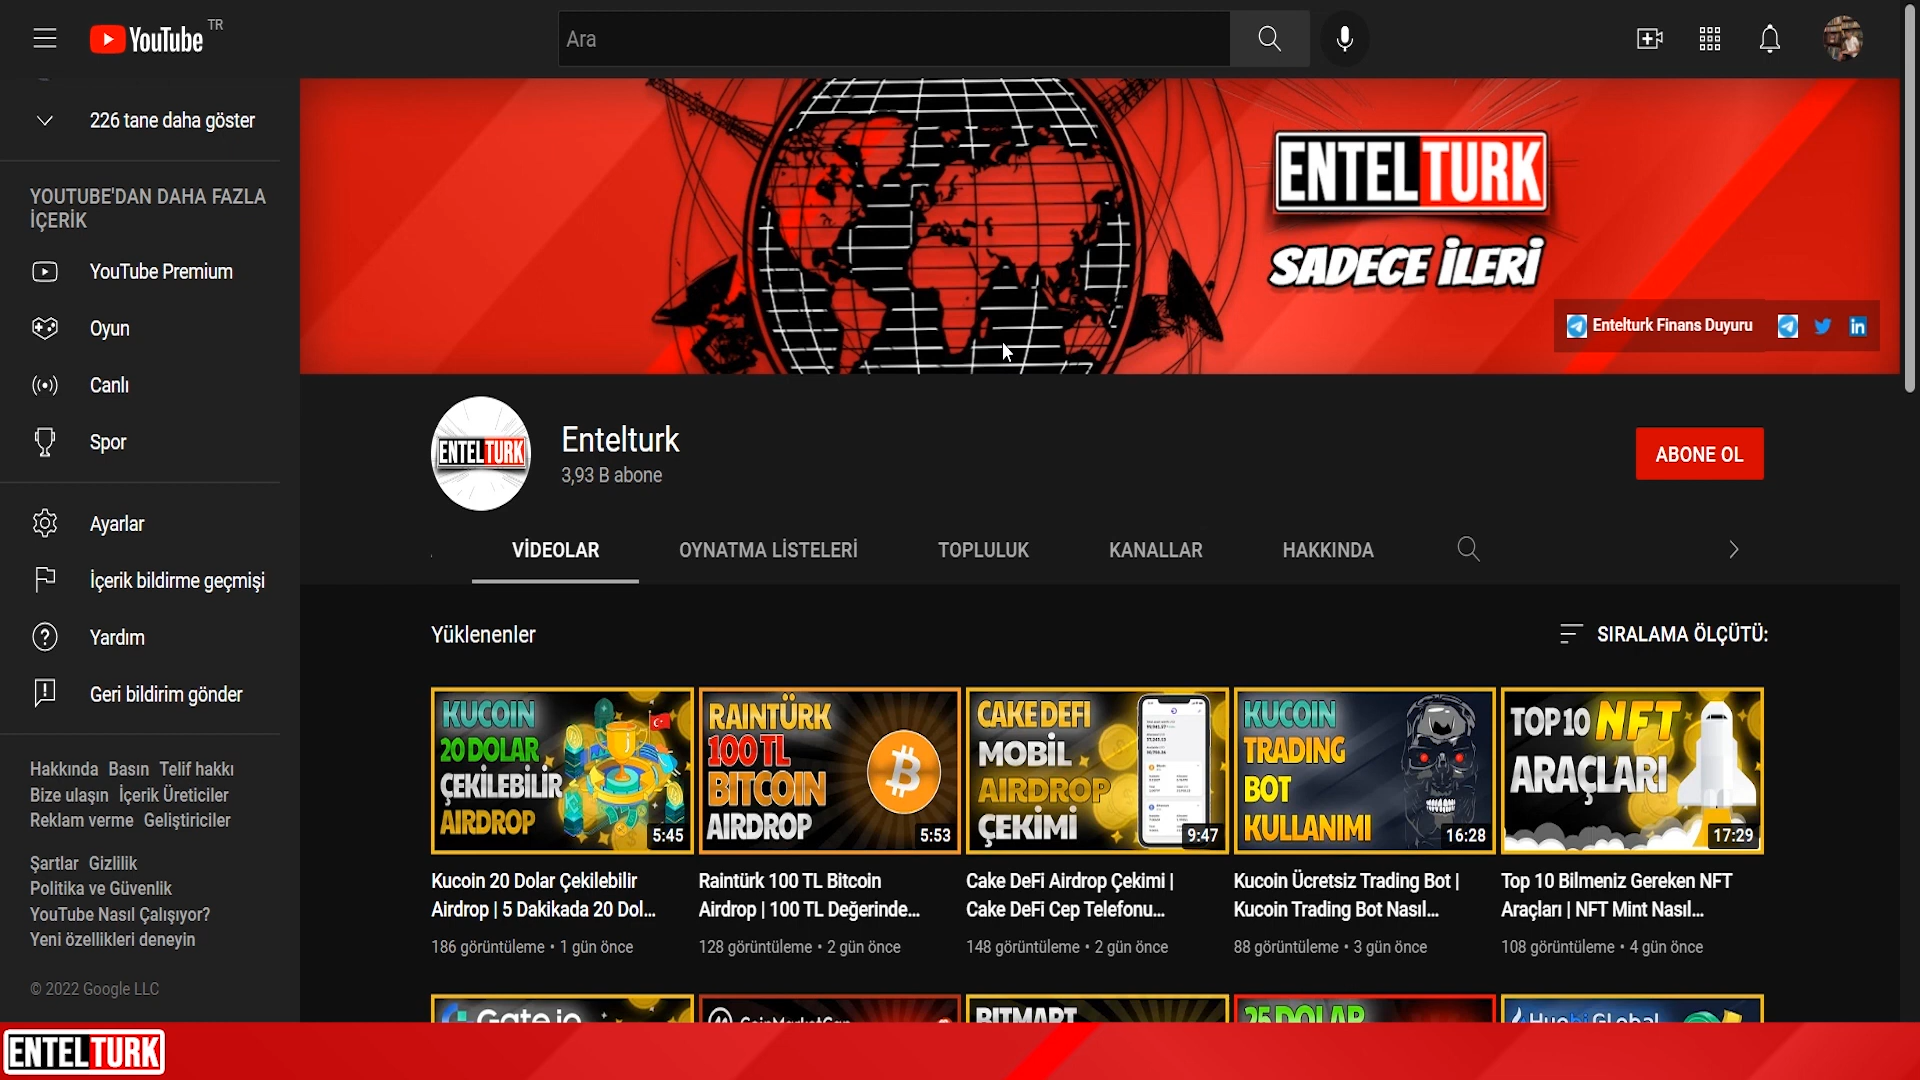 YouTube TR
Ara
226 tane daha göster
YOUTUBE'DAN DAHA FAZLA
İÇERİK
YouTube Premium
Oyun
Canlı
Spor
Ayarlar
İçerik bildirme geçmişi
Yardım
Geri bildirim gönder
Hakkında Basın Telif hakkı
Bize ulaşın İçerik Üreticiler
Reklam verme Geliştiriciler
Şartlar Gizlilik
Politika ve Güvenlik
YouTube Nasıl Çalışıyor?
Yeni özellikleri deneyin
© 2022 Google LLC
ENTELTURK
SADECE İLERİ
Entelturk Finans Duyuru
ENTELTURK
Entelturk
3,93 B abone
ABONE OL
VİDEOLAR OYNATMA LİSTELERİ TOPLULUK KANALLAR HAKKINDA
Yüklenenler
SIRALAMA ÖLÇÜTÜ:
KUCOIN
20 DOLAR
ÇEKİLEBİLİR
AIRDROP
5:45
RAINTÜRK
100 TL
BITCOIN
AIRDROP
5:53
CAKE DEFI
MOBİL
AIRDROP
ÇEKİMİ
9:47
KUCOIN
TRADING
BOT
KULLANIMI
16:28
TOP 10 NFT
ARAÇLARI
17:29
Kucoin 20 Dolar Çekilebilir
Airdrop | 5 Dakikada 20 Dol...
186 görüntüleme • 1 gün önce
Raintürk 100 TL Bitcoin
Airdrop | 100 TL Değerinde...
128 görüntüleme • 2 gün önce
Cake DeFi Airdrop Çekimi |
Cake DeFi Cep Telefonu...
148 görüntüleme • 2 gün önce
Kucoin Ücretsiz Trading Bot |
Kucoin Trading Bot Nasıl...
88 görüntüleme • 3 gün önce
Top 10 Bilmeniz Gereken NFT
Araçları | NFT Mint Nasıl...
108 görüntüleme • 4 gün önce
Gate.io
CoinMarketCap
BITMART
25 DOLAR
Huobi Global
ENTELTURK